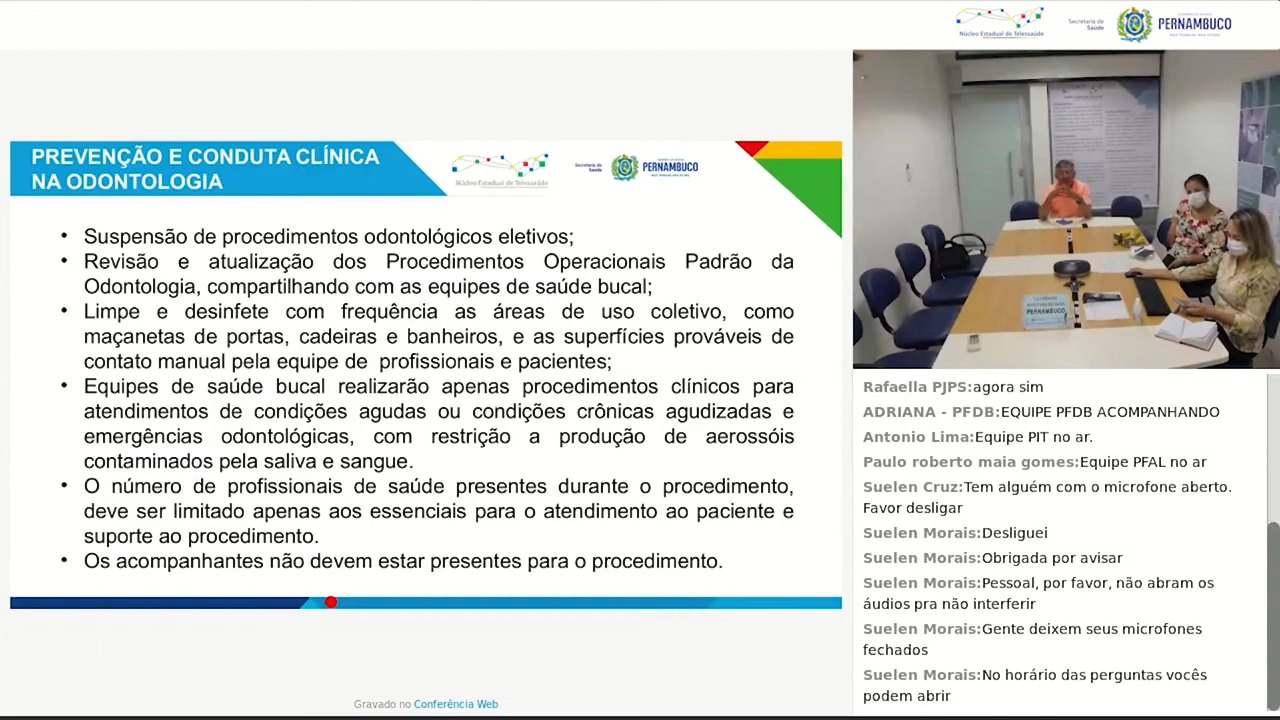 Núcleo Estadual de Telessaúde
Secretaria de
Saúde
PERNAMBUCO
PREVENÇÃO E CONDUTA CLÍNICA
NA ODONTOLOGIA
Núcleo Estadual de Telessaúde
Secretaria de
Saúde
PERNAMBUCO
• Suspensão de procedimentos odontológicos eletivos;
• Revisão e atualização dos Procedimentos Operacionais Padrão da
Odontologia, compartilhando com as equipes de saúde bucal;
• Limpe e desinfete com frequência as áreas de uso coletivo, como
maçanetas de portas, cadeiras e banheiros, e as superfícies prováveis de
contato manual pela equipe de profissionais e pacientes;
• Equipes de saúde bucal realizarão apenas procedimentos clínicos para
atendimentos de condições agudas ou condições crônicas agudizadas e
emergências odontológicas, com restrição a produção de aerossóis
contaminados pela saliva e sangue.
• O número de profissionais de saúde presentes durante o procedimento,
deve ser limitado apenas aos essenciais para o atendimento ao paciente e
suporte ao procedimento.
• Os acompanhantes não devem estar presentes para o procedimento.
Gravado no Conferência Web
PERNAMBUCO
Rafaella PJPS:agora sim
ADRIANA - PFDB:EQUIPE PFDB ACOMPANHANDO
Antonio Lima:Equipe PIT no ar.
Paulo roberto maia gomes:Equipe PFAL no ar
Suelen Cruz:Tem alguém com o microfone aberto.
Favor desligar
Suelen Morais:Desliguei
Suelen Morais:Obrigada por avisar
Suelen Morais:Pessoal, por favor, não abram os
áudios pra não interferir
Suelen Morais:Gente deixem seus microfones
fechados
Suelen Morais:No horário das perguntas vocês
podem abrir